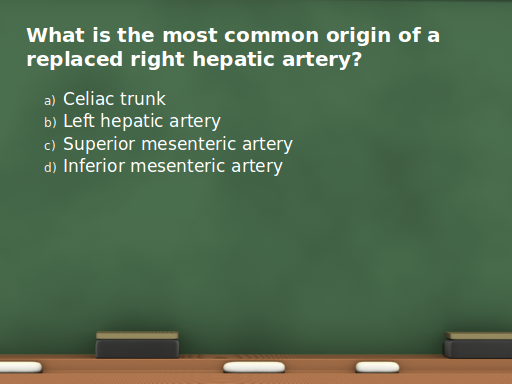 What is the most common origin of a
replaced right hepatic artery?
a) Celiac trunk
b) Left hepatic artery
c) Superior mesenteric artery
d) Inferior mesenteric artery